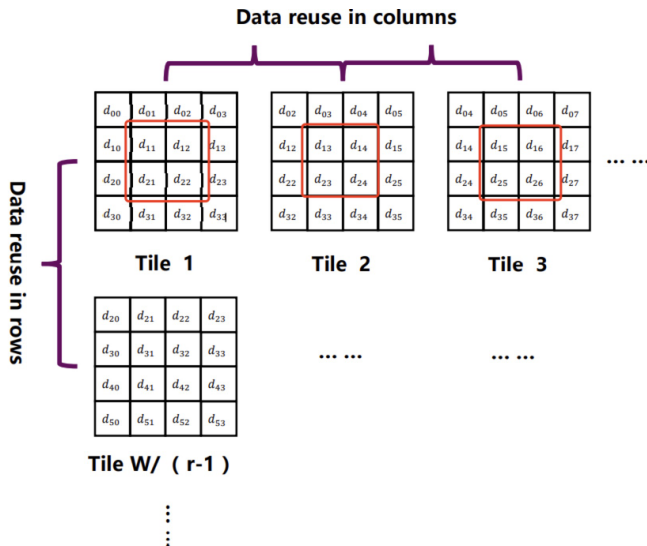 Data reuse in columns
d00 d01 d02 d03
d10 d11 d12 d13
d20 d21 d22 d23
d30 d31 d32 d33
Tile 1
d02 d03 d04 d05
d12 d13 d14 d15
d22 d23 d24 d25
d32 d33 d34 d35
Tile 2
d04 d05 d06 d07
d14 d15 d16 d17
d24 d25 d26 d27
d34 d35 d36 d37
Tile 3
... ...
Data reuse in rows
d20 d21 d22 d23
d30 d31 d32 d33
d40 d41 d42 d43
d50 d51 d52 d53
Tile W/ ( r-1 )
... ...
... ...